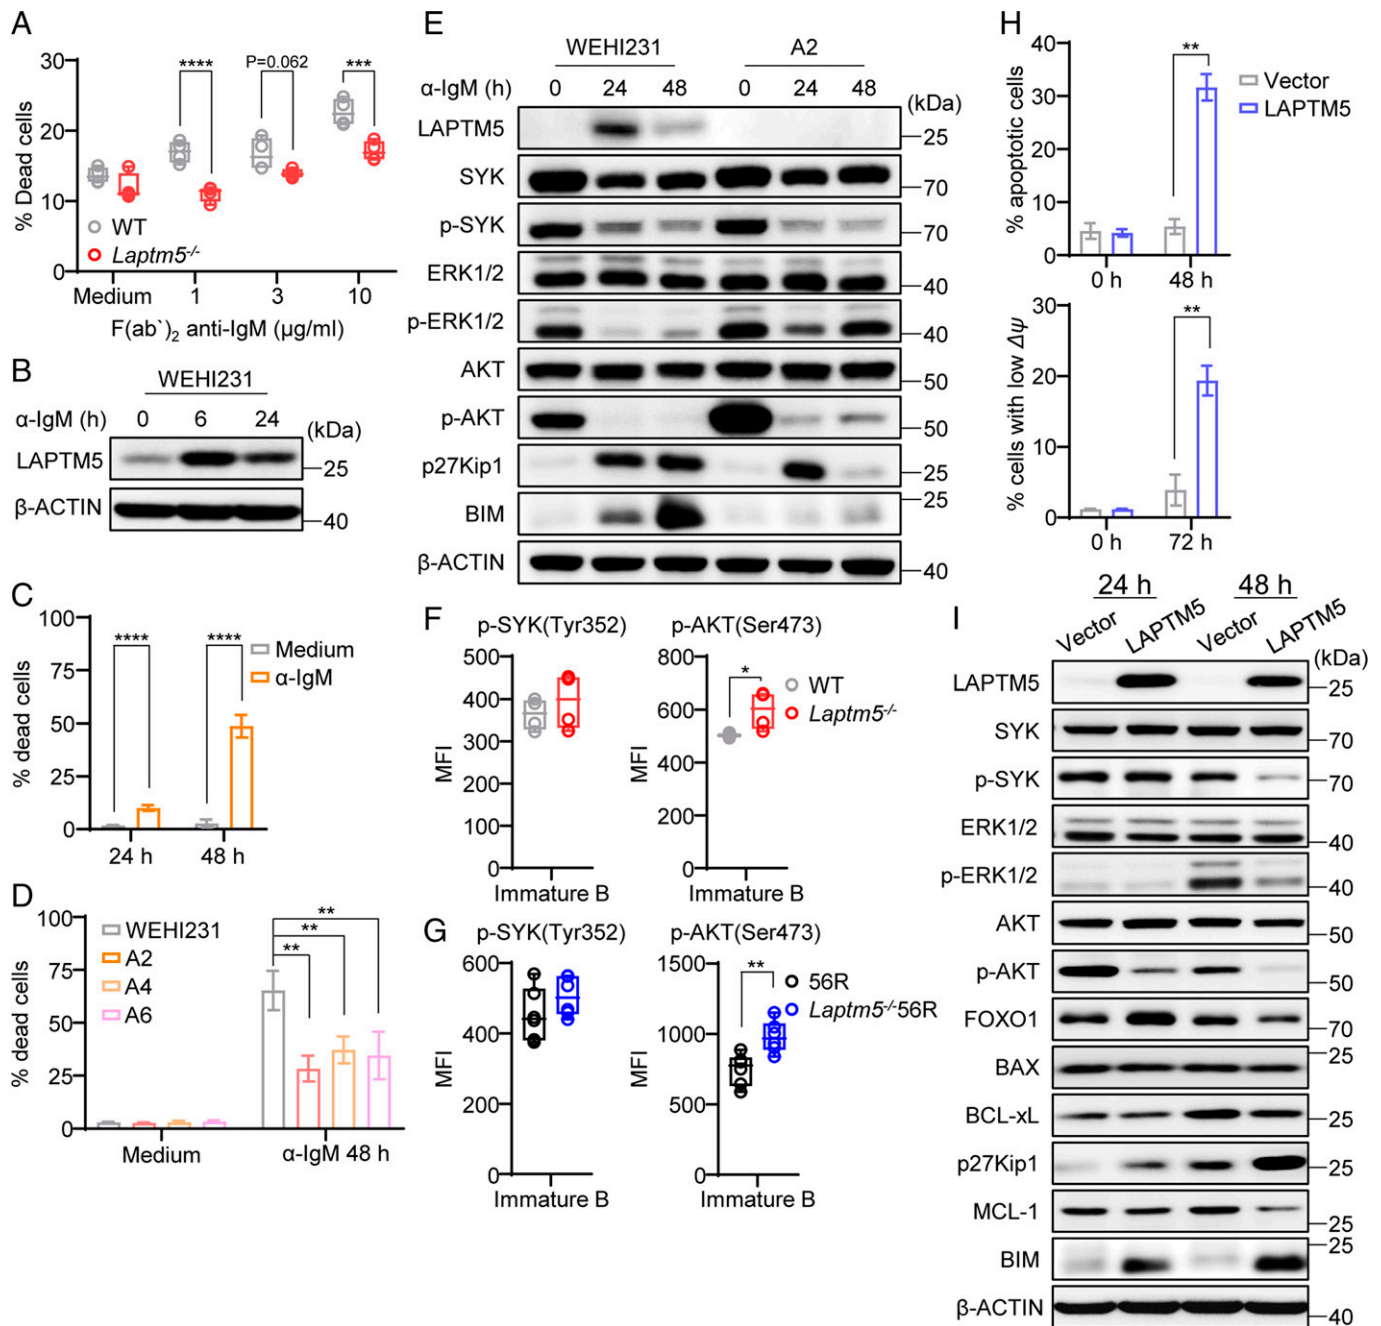 A
% Dead cells
30
20
10
0
****
P=0.062
***
WT
Laptm5-/-
Medium 1 3 10
F(ab`)2 anti-IgM (µg/ml)
B
WEHI231
α-IgM (h) 0 6 24 (kDa)
LAPTM5 25
β-ACTIN 40
C
% dead cells
100
75
50
25
0
**** ****
Medium
α-IgM
24 h 48 h
D
% dead cells
100
75
50
25
0
WEHI231
A2
A4
A6
**
**
**
Medium α-IgM 48 h
E
WEHI231 A2
α-IgM (h) 0 24 48 0 24 48 (kDa)
LAPTM5 25
SYK 70
p-SYK 70
ERK1/2 40
p-ERK1/2 40
AKT 50
p-AKT 50
p27Kip1 25
BIM 25
β-ACTIN 40
F
p-SYK(Tyr352) p-AKT(Ser473)
MFI
500
400
300
200
100
0
Immature B
MFI
800
600
400
200
0
*
WT
Laptm5-/-
Immature B
G
p-SYK(Tyr352) p-AKT(Ser473)
MFI
600
400
200
0
Immature B
MFI
1500
1000
500
0
**
56R
Laptm5-/-56R
Immature B
H
% apoptotic cells
40
30
20
10
0
**
Vector
LAPTM5
0 h 48 h
% cells with low Δψ
30
20
10
0
**
0 h 72 h
I
24 h 48 h
Vector LAPTM5 Vector LAPTM5
(kDa)
LAPTM5 25
SYK 70
p-SYK 70
ERK1/2 40
p-ERK1/2 40
AKT 50
p-AKT 50
FOXO1 70
BAX 25
BCL-xL 25
p27Kip1 25
MCL-1 25
BIM 25
β-ACTIN 40